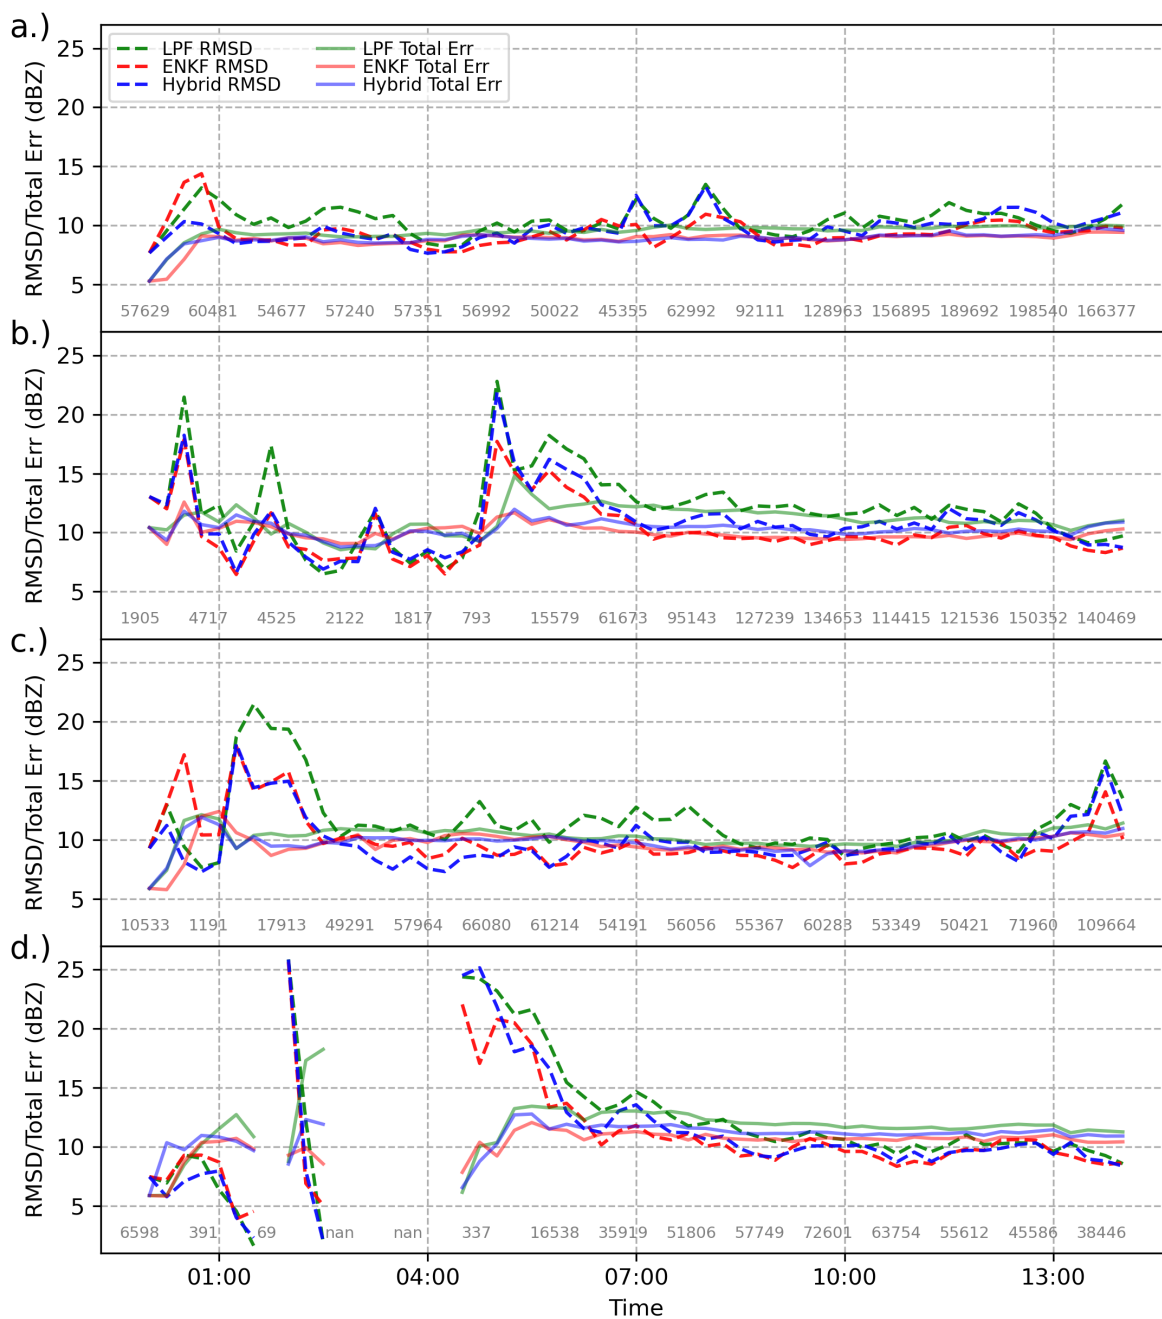 a.)
25
20
15
10
5
RMSD/Total Err (dBZ)
LPF RMSD
ENKF RMSD
Hybrid RMSD
LPF Total Err
ENKF Total Err
Hybrid Total Err
57629 60481 54677 57240 57351 56992 50022 45355 62992 92111 128963 156895 189692 198540 166377
b.)
25
20
15
10
5
RMSD/Total Err (dBZ)
1905 4717 4525 2122 1817 793 15579 61673 95143 127239 134653 114415 121536 150352 140469
c.)
25
20
15
10
5
RMSD/Total Err (dBZ)
10533 1191 17913 49291 57964 66080 61214 54191 56056 55367 60283 53349 50421 71960 109664
d.)
25
20
15
10
5
RMSD/Total Err (dBZ)
6598 391 69 nan nan 337 16538 35919 51806 57749 72601 63754 55612 45586 38446
01:00 04:00 07:00 10:00 13:00
Time